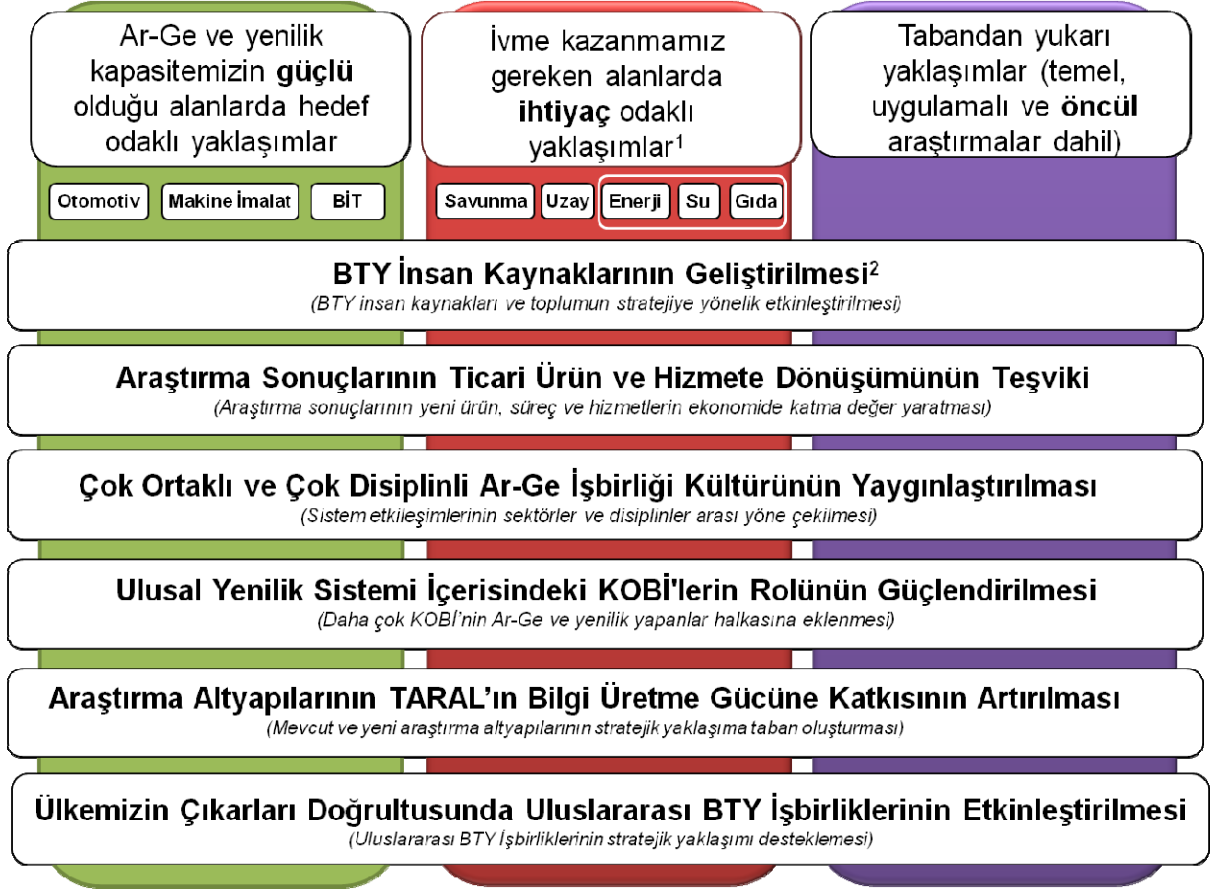 Ar-Ge ve yenilik
kapasitemizin güçlü
olduğu alanlarda hedef
odaklı yaklaşımlar
İvme kazanmamız
gereken alanlarda
ihtiyaç odaklı
yaklaşımlar¹
Tabandan yukarı
yaklaşımlar (temel,
uygulamalı ve öncül
araştırmalar dahil)
Otomotiv
Makine İmalat
BİT
Savunma
Uzay
Enerji
Su
Gıda
BTY İnsan Kaynaklarının Geliştirilmesi²
(BTY insan kaynakları ve toplumun stratejiye yönelik etkinleştirilmesi)
Araştırma Sonuçlarının Ticari Ürün ve Hizmete Dönüşümünün Teşviki
(Araştırma sonuçlarının yeni ürün, süreç ve hizmetlerin ekonomide katma değer yaratması)
Çok Ortaklı ve Çok Disiplinli Ar-Ge İşbirliği Kültürünün Yaygınlaştırılması
(Sistem etkileşimlerinin sektörler ve disiplinler arası yöne çekilmesi)
Ulusal Yenilik Sistemi İçerisindeki KOBİ'lerin Rolünün Güçlendirilmesi
(Daha çok KOBİ'nin Ar-Ge ve yenilik yapanlar halkasına eklenmesi)
Araştırma Altyapılarının TARAL'ın Bilgi Üretme Gücüne Katkısının Artırılması
(Mevcut ve yeni araştırma altyapılarının stratejik yaklaşıma taban oluşturması)
Ülkemizin Çıkarları Doğrultusunda Uluslararası BTY İşbirliklerinin Etkinleştirilmesi
(Uluslararası BTY İşbirliklerinin stratejik yaklaşımı desteklemesi)